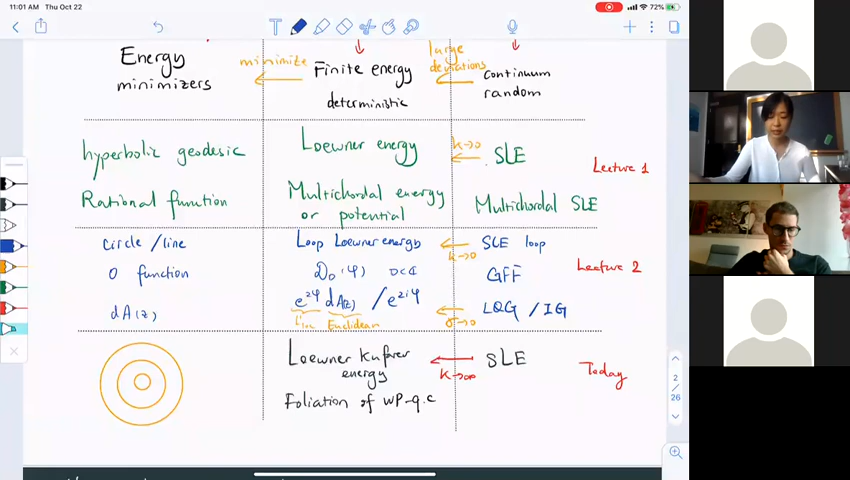 11:01 AM Thu Oct 22
72%
Energy minimizers
minimize
Finite energy
deterministic
large deviations
continuum random
hyperbolic geodesic
Loewner energy
k→0
SLE
Lecture 1
Rational function
Multichordal energy or potential
Multichordal SLE
Circle / line
Loop Loewner energy
k→0
SLE loop
0 function
GFF
Lecture 2
dA(z)
e^{2φ} dA(z) / e^{2iφ}
Euclidean
σ→0
LQG / IG
Loewner Kufarev energy
k→∞
SLE
Today
Foliation of WP-q.c
2
26